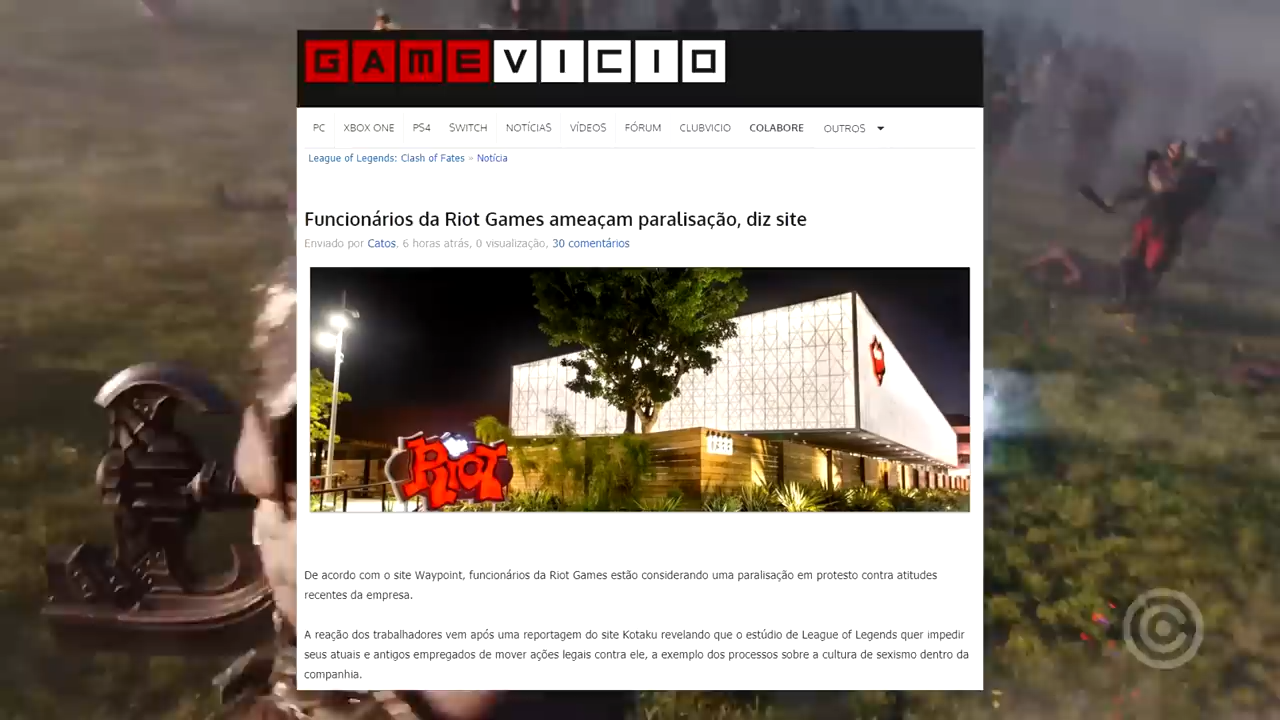 GAMEVICIO
PC XBOX ONE PS4 SWITCH NOTÍCIAS VÍDEOS FÓRUM CLUBVICIO COLABORE OUTROS
League of Legends: Clash of Fates » Notícia
Funcionários da Riot Games ameaçam paralisação, diz site
Enviado por Catos, 6 horas atrás, 0 visualização, 30 comentários
RIOT
De acordo com o site Waypoint, funcionários da Riot Games estão considerando uma paralisação em protesto contra atitudes
recentes da empresa.
A reação dos trabalhadores vem após uma reportagem do site Kotaku revelando que o estúdio de League of Legends quer impedir
seus atuais e antigos empregados de mover ações legais contra ele, a exemplo dos processos sobre a cultura de sexismo dentro da
companhia.